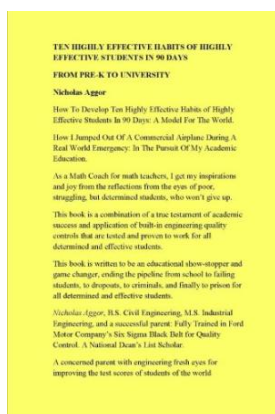 TEN HIGHLY EFFECTIVE HABITS OF HIGHLY
EFFECTIVE STUDENTS IN 90 DAYS
FROM PRE-K TO UNIVERSITY
Nicholas Aggor
How To Develop Ten Highly Effective Habits of Highly
Effective Students In 90 Days: A Model For The World.
How I Jumped Out Of A Commercial Airplane During A
Real World Emergency: In The Pursuit Of My Academic
Education.
As a Math Coach for math teachers, I get my inspirations
and joy from the reflections from the eyes of poor,
struggling, but determined students, who won't give up.
This book is a combination of a true testament of academic
success and application of built-in engineering quality
controls that are tested and proven to work for all
determined and effective students.
This book is written to be an educational show-stopper and
game changer, ending the pipeline from school to failing
students, to dropouts, to criminals, and finally to prison for
all determined and effective students.
Nicholas Aggor, B.S. Civil Engineering, M.S. Industrial
Engineering, and a successful parent: Fully Trained in Ford
Motor Company's Six Sigma Black Belt for Quality
Control. A National Dean's List Scholar.
A concerned parent with engineering fresh eyes for
improving the test scores of students of the world